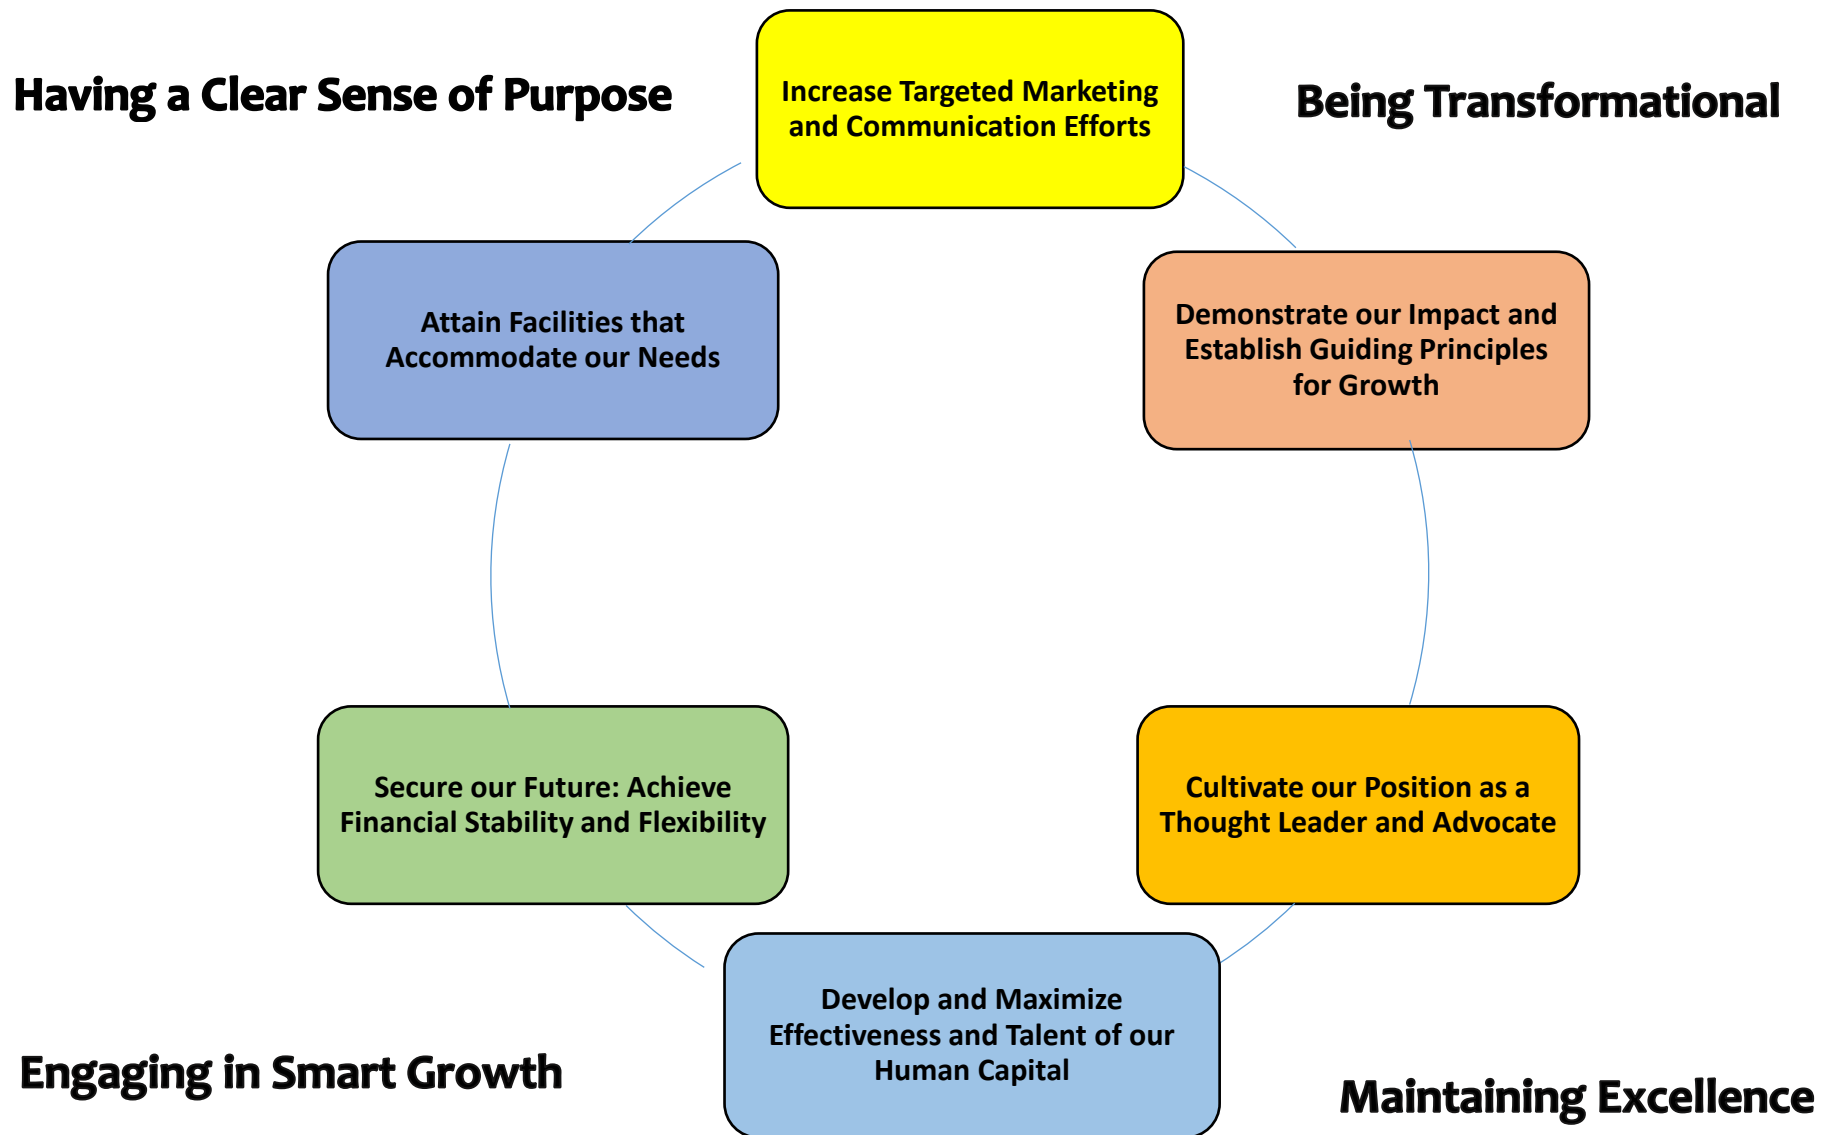 Having a Clear Sense of Purpose
Increase Targeted Marketing
and Communication Efforts
Being Transformational
Attain Facilities that
Accommodate our Needs
Demonstrate our Impact and
Establish Guiding Principles
for Growth
Secure our Future: Achieve
Financial Stability and Flexibility
Cultivate our Position as a
Thought Leader and Advocate
Develop and Maximize
Effectiveness and Talent of our
Human Capital
Engaging in Smart Growth
Maintaining Excellence